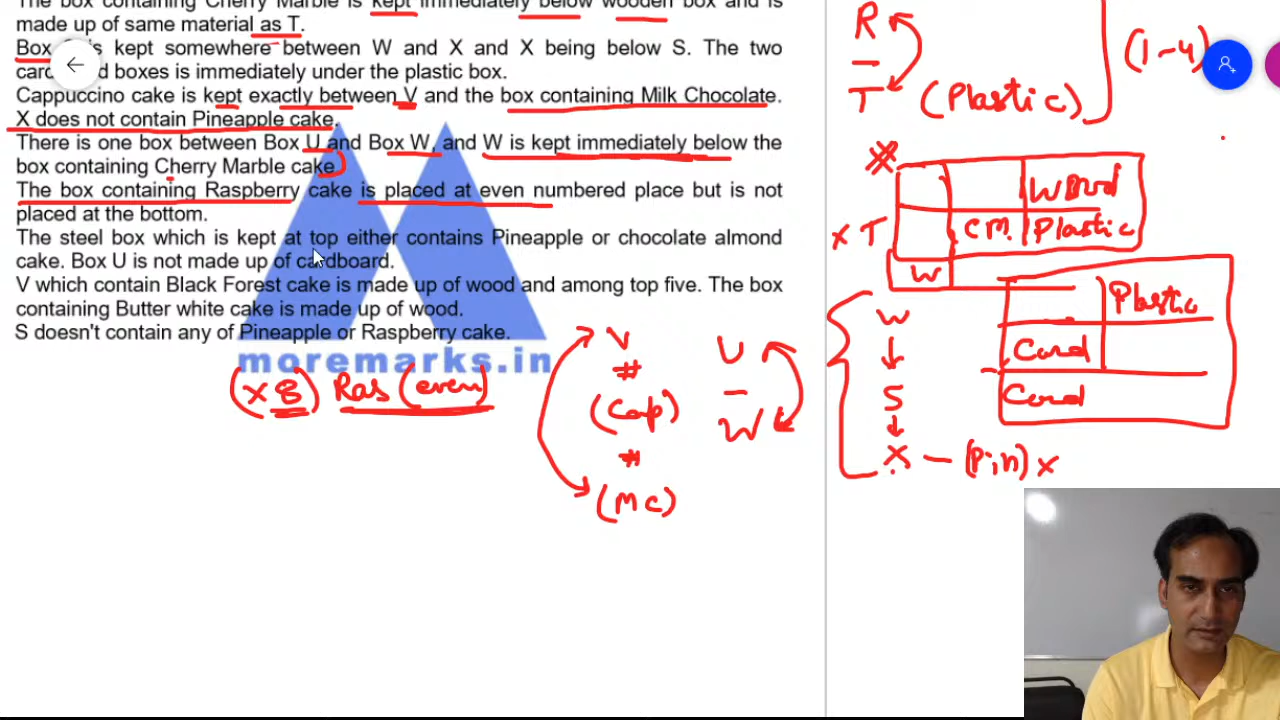 The box containing Cherry Marble is kept immediately below wooden box and is
made up of same material as T.
Box is kept somewhere between W and X and X being below S. The two
boxes is immediately under the plastic box.
Cappuccino cake is kept exactly between V and the box containing Milk Chocolate.
X does not contain Pineapple cake.
There is one box between Box U and Box W, and W is kept immediately below the
box containing Cherry Marble cake
The box containing Raspberry cake is placed at even numbered place but is not
placed at the bottom.
The steel box which is kept at top either contains Pineapple or chocolate almond
cake. Box U is not made up of cardboard.
V which contain Black Forest cake is made up of wood and among top five. The box
containing Butter white cake is made up of wood.
S doesn't contain any of Pineapple or Raspberry cake.
moremarks.in
(X 8) Ras (even)
V
#
(Cap)
#
(MC)
U
–
W
R
–
T (Plastic)
(1-4)
#
Wood
X T C M. Plastic
W
W
↓
S
↓
X – (Pin) X
Plastic
Card
Card